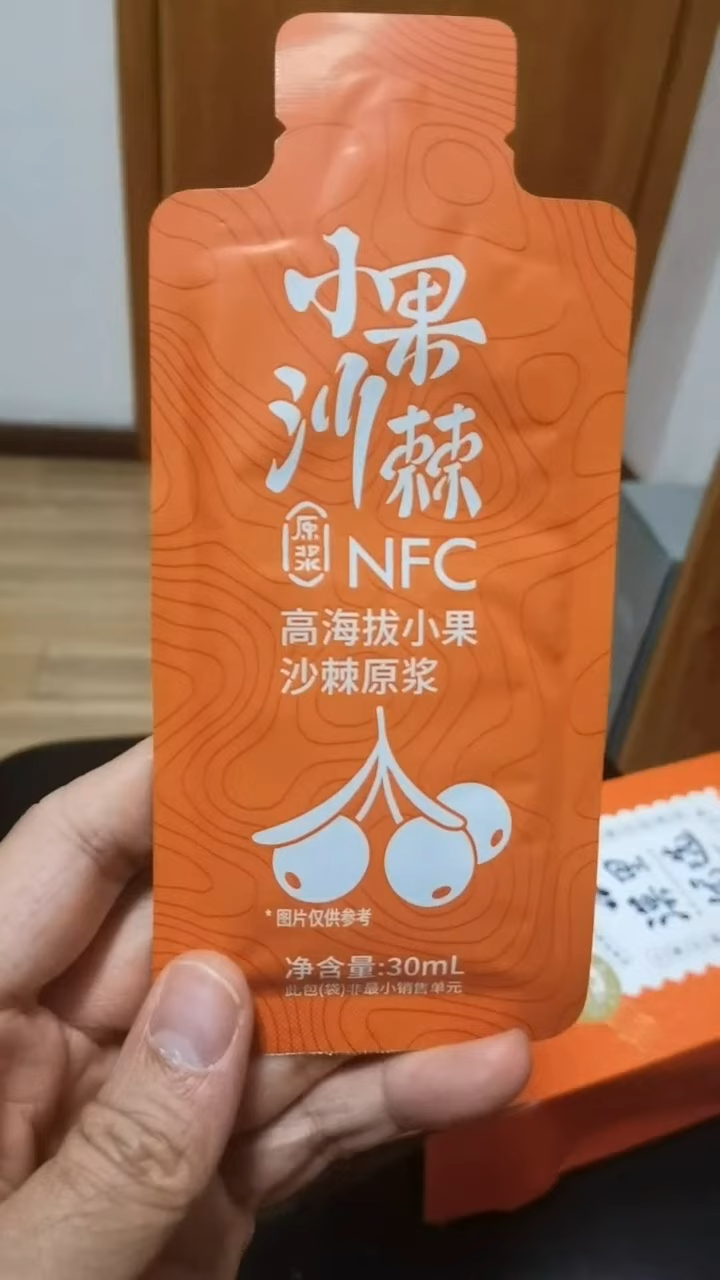 小果
沙棘
原浆 NFC
高海拔小果
沙棘原浆
*图片仅供参考
净含量:30mL
此包(袋)非最小销售单元